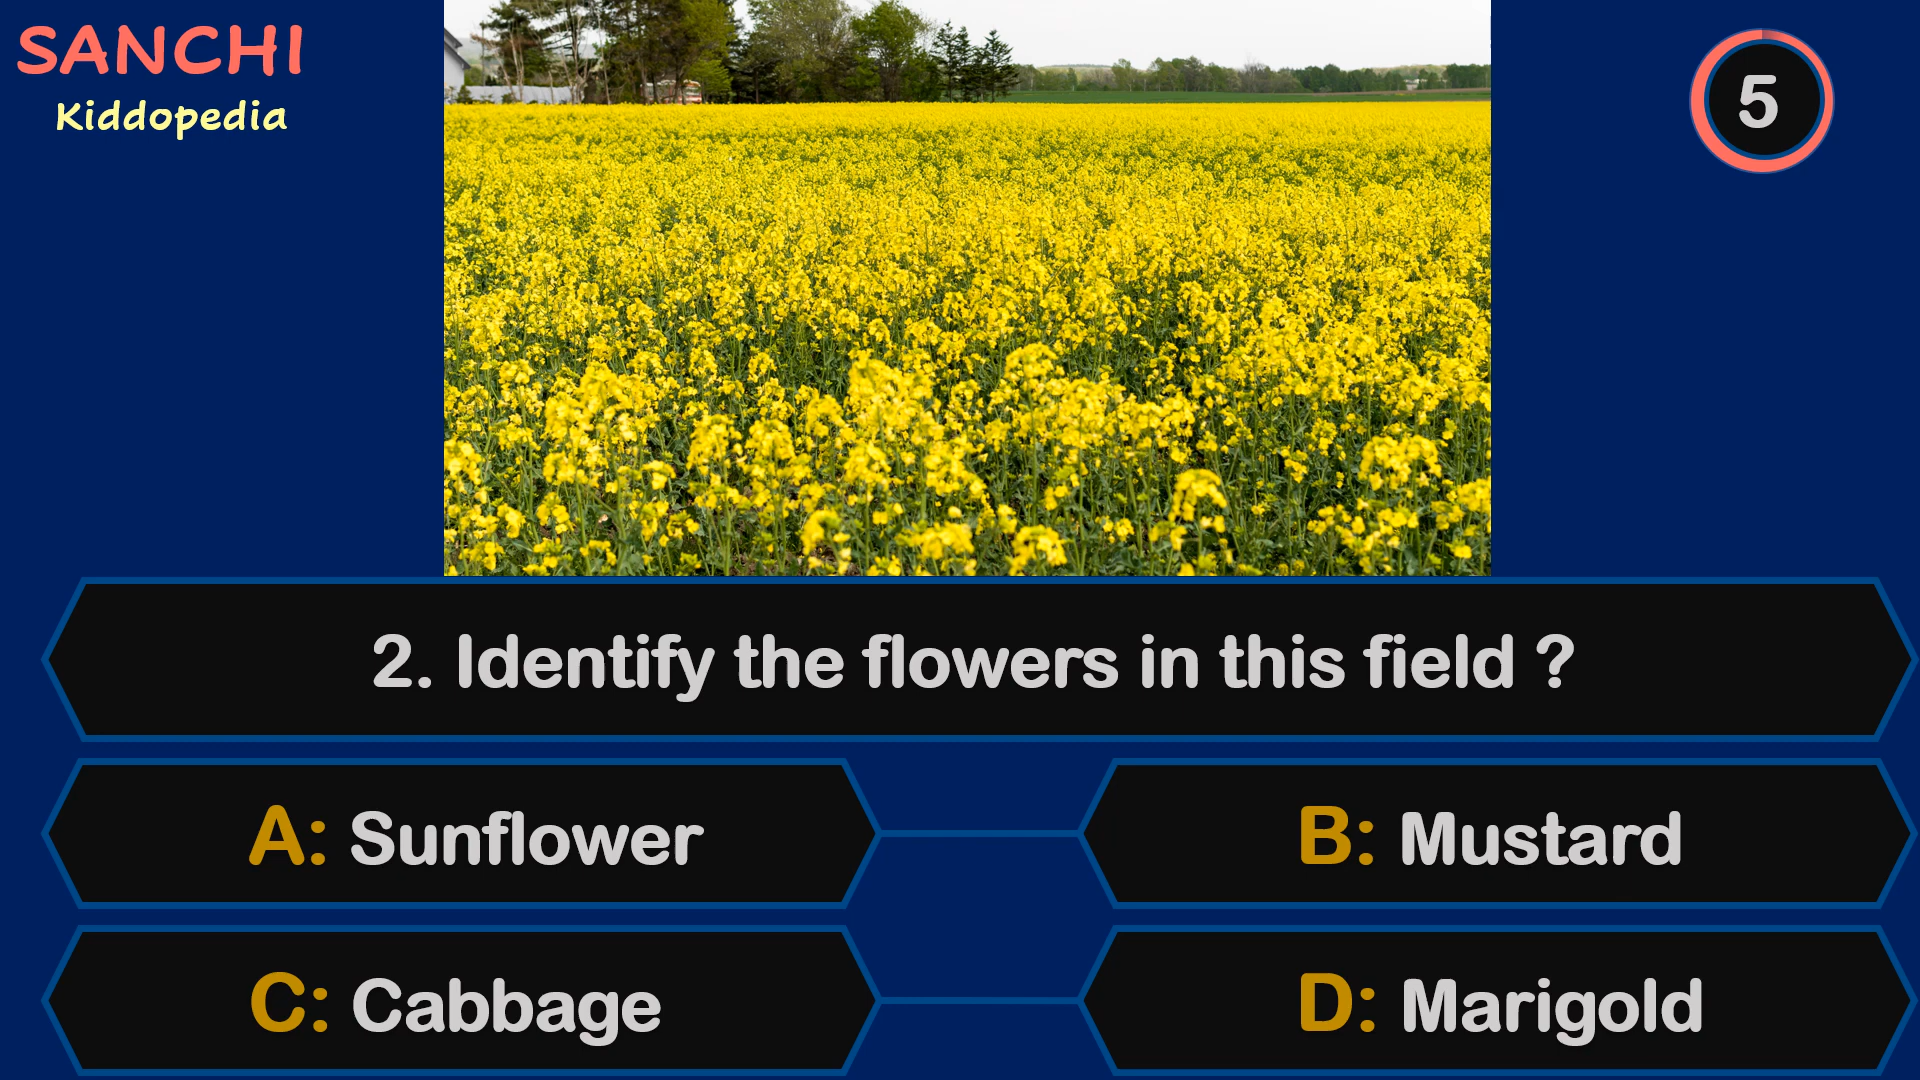 SANCHI
Kiddopedia
5
2. Identify the flowers in this field ?
A: Sunflower
B: Mustard
C: Cabbage
D: Marigold